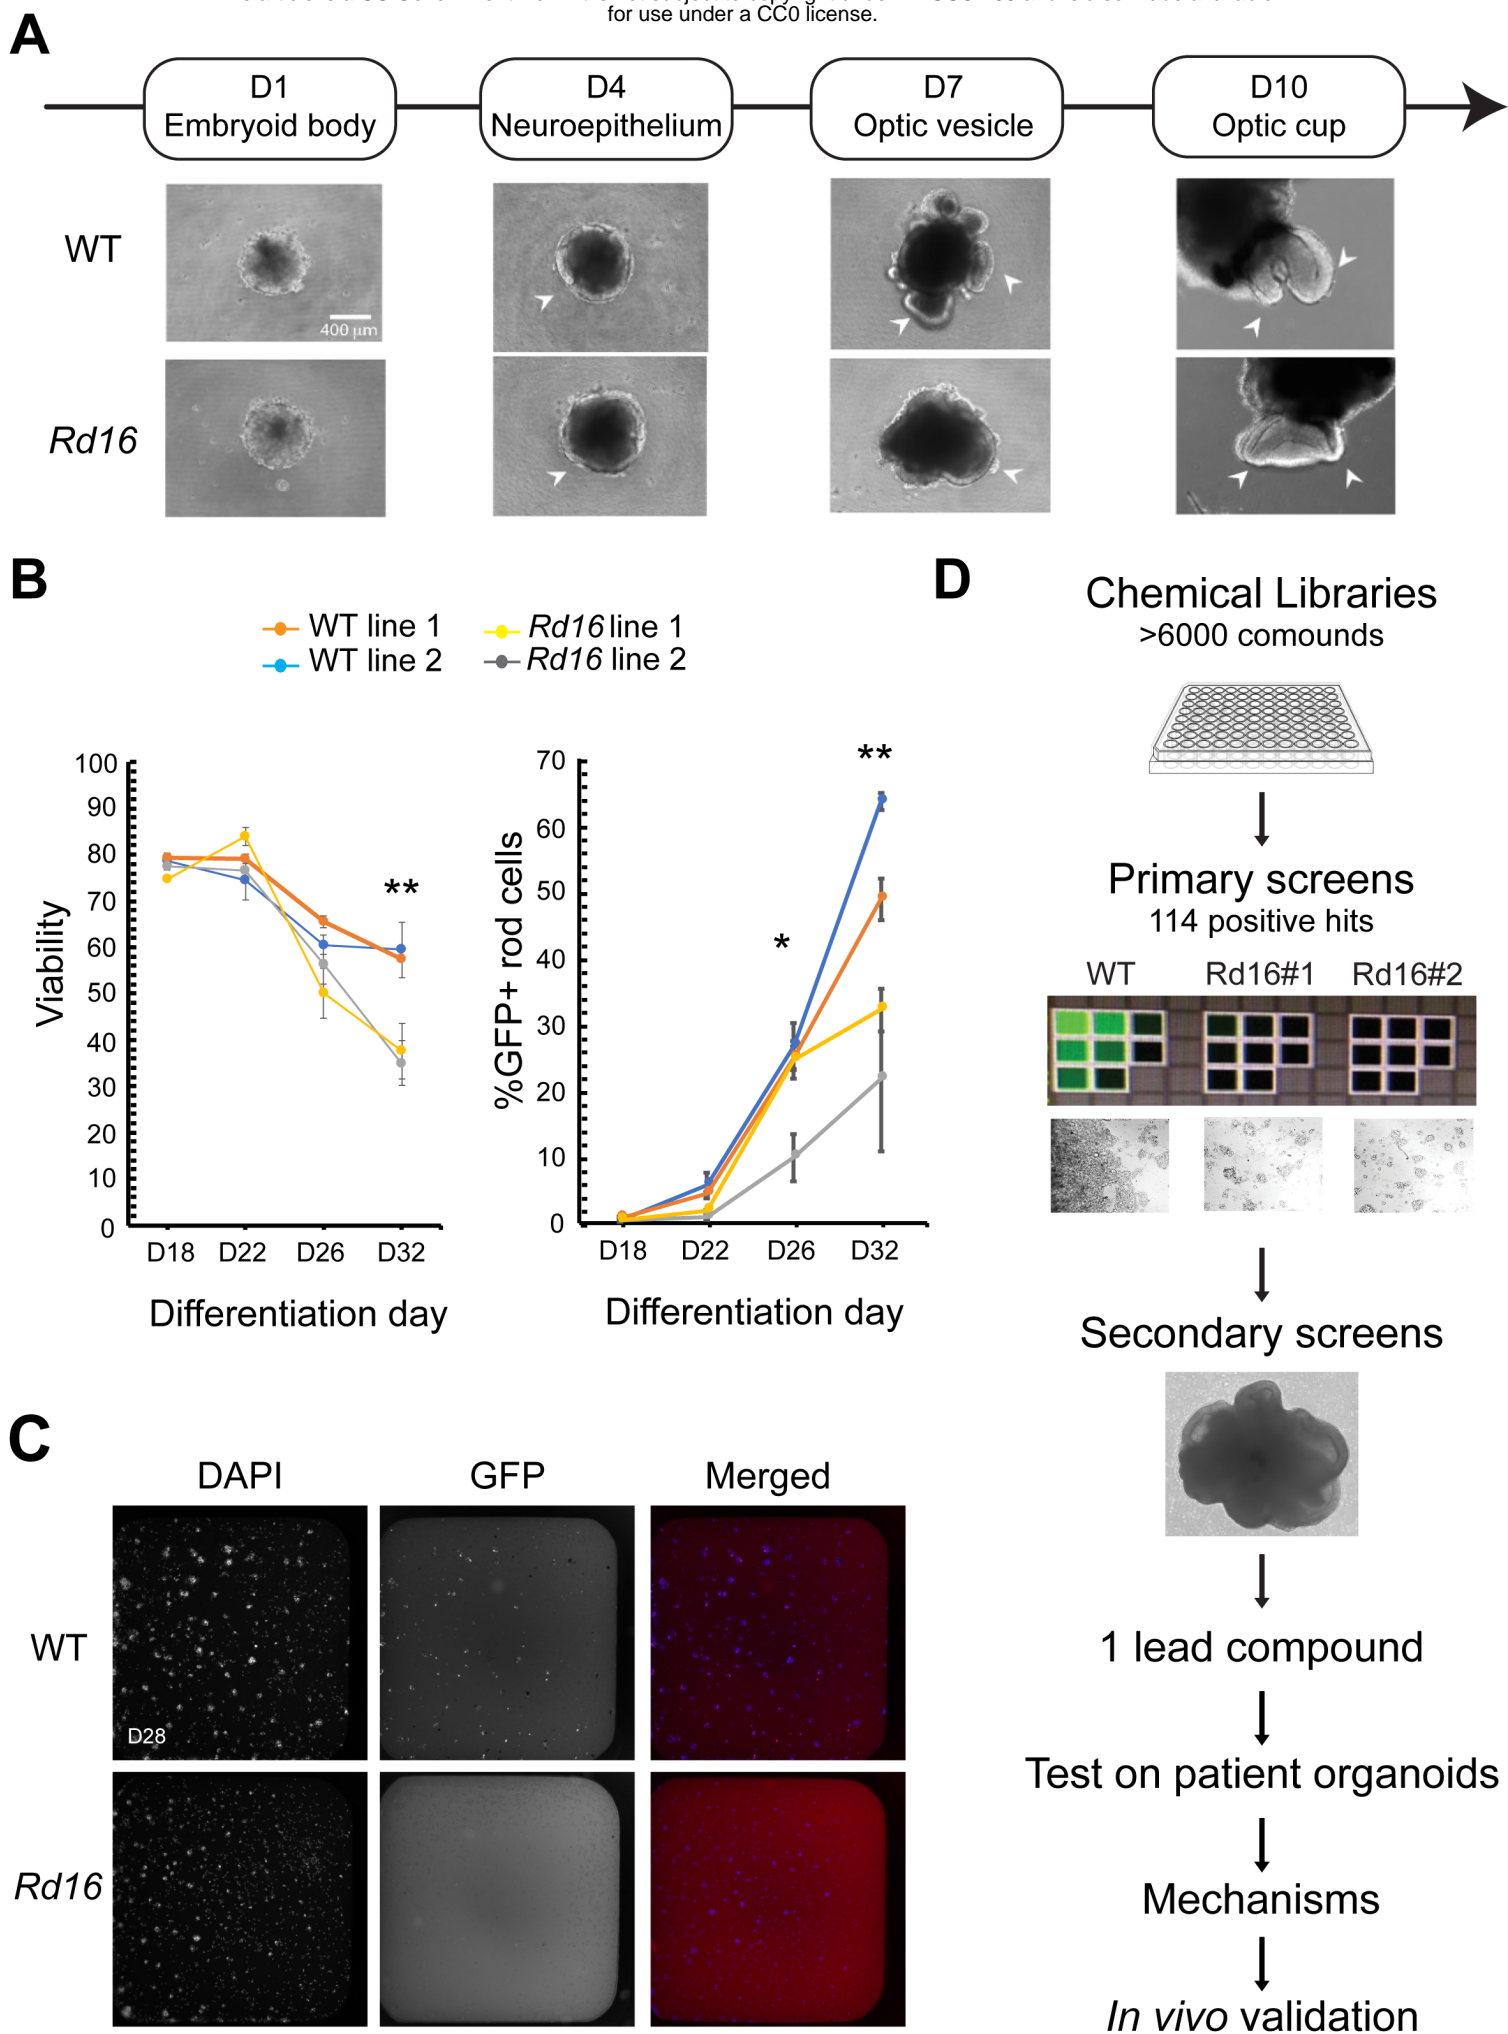 for use under a CC0 license.
A
D1
Embryoid body
D4
Neuroepithelium
D7
Optic vesicle
D10
Optic cup
WT
400 µm
Rd16
B
WT line 1
WT line 2
Rd16 line 1
Rd16 line 2
Viability
100
90
80
70
60
50
40
30
20
10
0
**
D18
D22
D26
D32
Differentiation day
%GFP+ rod cells
70
60
50
40
30
20
10
0
*
**
D18
D22
D26
D32
Differentiation day
C
DAPI
GFP
Merged
WT
D28
Rd16
D
Chemical Libraries
>6000 comounds
Primary screens
114 positive hits
WT
Rd16#1
Rd16#2
Secondary screens
1 lead compound
Test on patient organoids
Mechanisms
In vivo validation